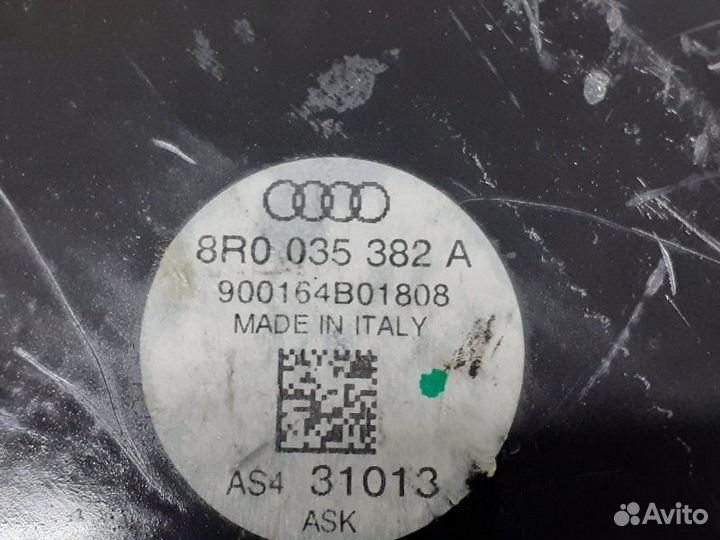 8R0 035 382 A
900164B01808
MADE IN ITALY
AS4 31013
ASK
Avito